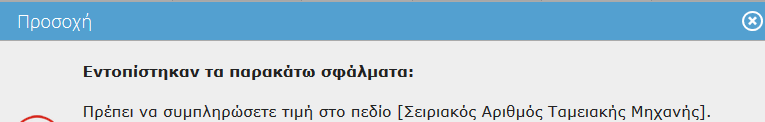 Προσοχή
Εντοπίστηκαν τα παρακάτω σφάλματα:
Πρέπει να συμπληρώσετε τιμή στο πεδίο [Σειριακός Αριθμός Ταμειακής Μηχανής].